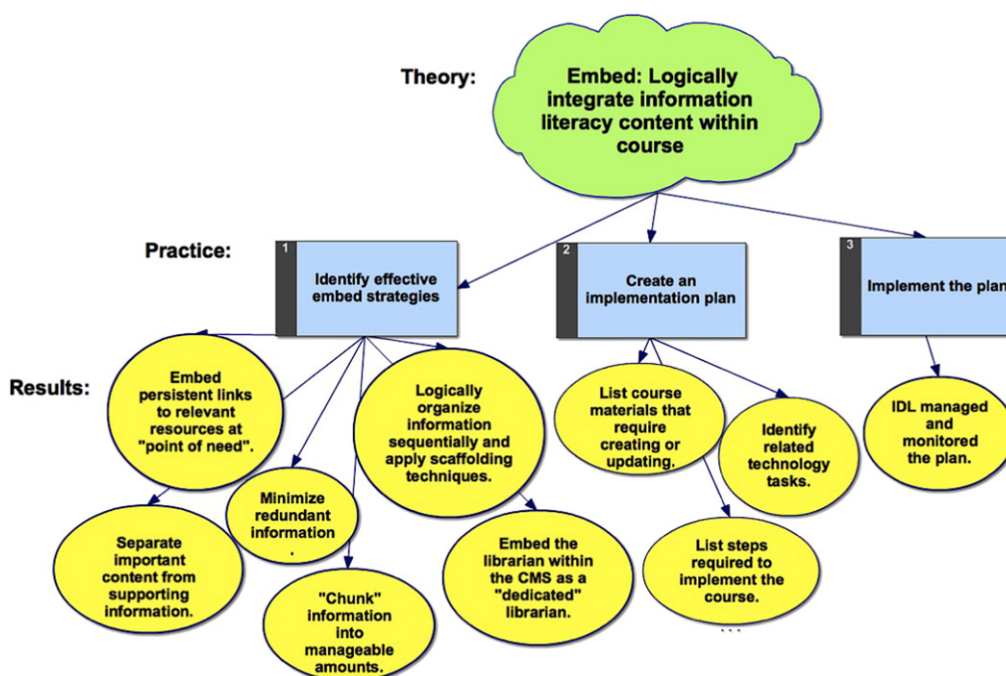 Theory:
Embed: Logically
integrate information
literacy content within
course
Practice:
1
Identify effective
embed strategies
2
Create an
implementation plan
3
Implement the plan
Results:
Embed
persistent links
to relevant
resources at
"point of need".
Logically
organize
information
sequentially and
apply scaffolding
techniques.
List course
materials that
require
creating or
updating.
Identify
related
technology
tasks.
IDL managed
and
monitored
the plan.
Separate
important
content from
supporting
information.
Minimize
redundant
information
.
"Chunk"
information
into
manageable
amounts.
Embed the
librarian within
the CMS as a
"dedicated"
librarian.
List steps
required to
implement the
course.
...